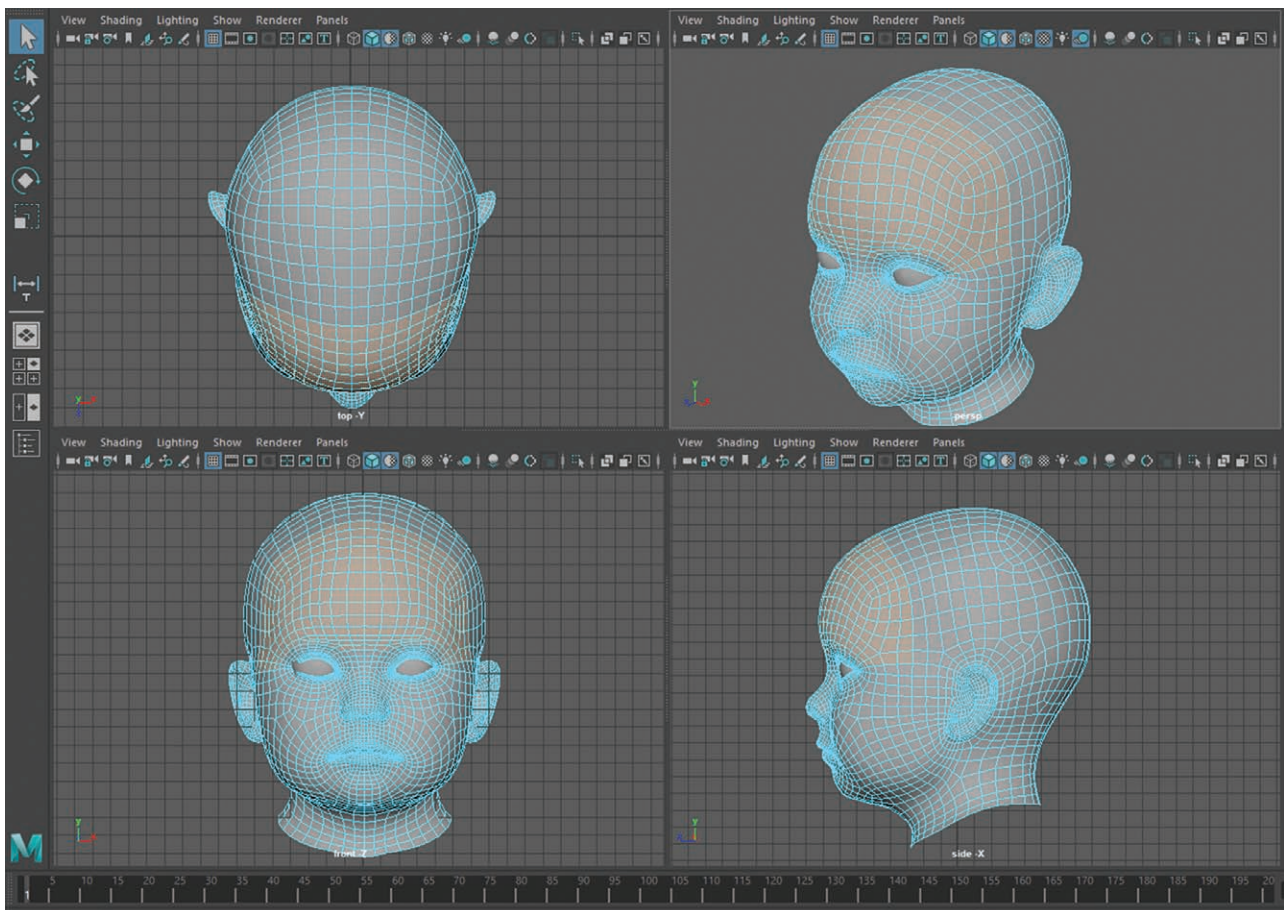 View Shading Lighting Show Renderer Panels
View Shading Lighting Show Renderer Panels
T
y
x
top -Y
y
persp
View Shading Lighting Show Renderer Panels
View Shading Lighting Show Renderer Panels
y
x
front -Z
y
side -X
M
1 5 10 15 20 25 30 35 40 45 50 55 60 65 70 75 80 85 90 95 100 105 110 115 120 125 130 135 140 145 150 155 160 165 170 175 180 185 190 195 20